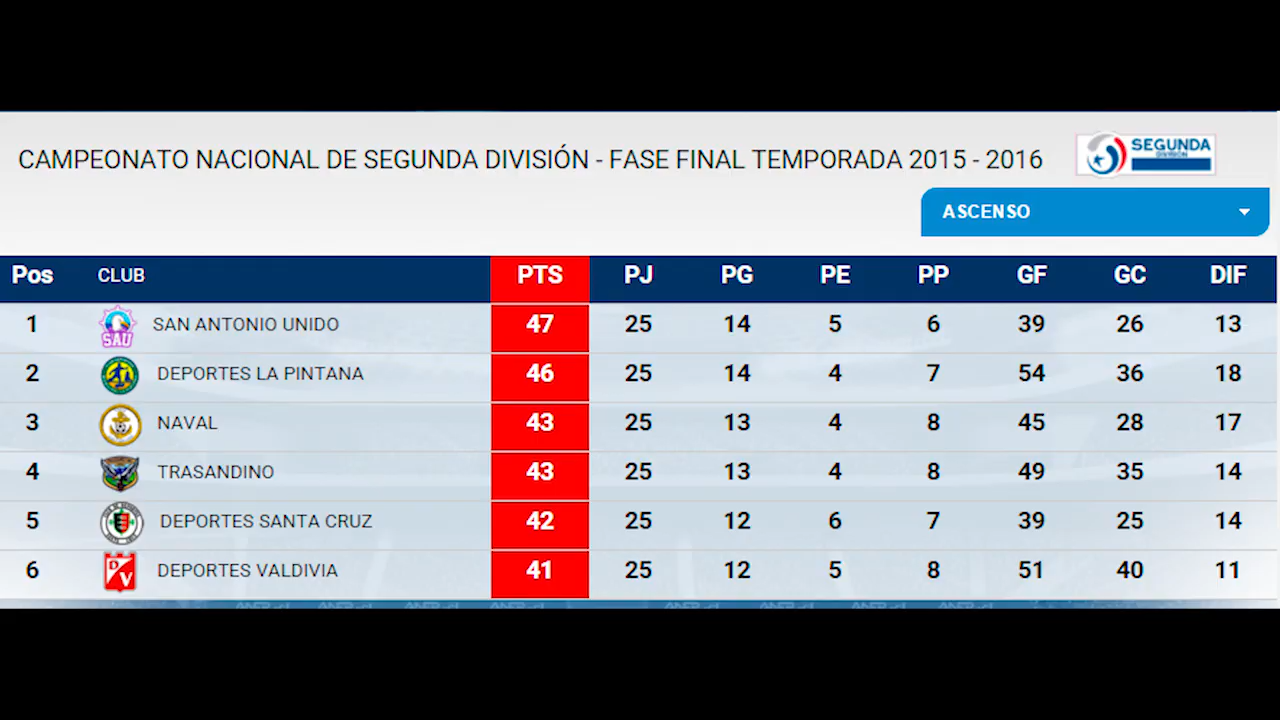 CAMPEONATO NACIONAL DE SEGUNDA DIVISIÓN - FASE FINAL TEMPORADA 2015 - 2016
SEGUNDA
DIVISIÓN
ASCENSO
Pos CLUB PTS PJ PG PE PP GF GC DIF
1 SAU SAN ANTONIO UNIDO 47 25 14 5 6 39 26 13
2 DEPORTES LA PINTANA 46 25 14 4 7 54 36 18
3 NAVAL 43 25 13 4 8 45 28 17
4 TRASANDINO 43 25 13 4 8 49 35 14
5 DEPORTES SANTA CRUZ 42 25 12 6 7 39 25 14
6 DV DEPORTES VALDIVIA 41 25 12 5 8 51 40 11